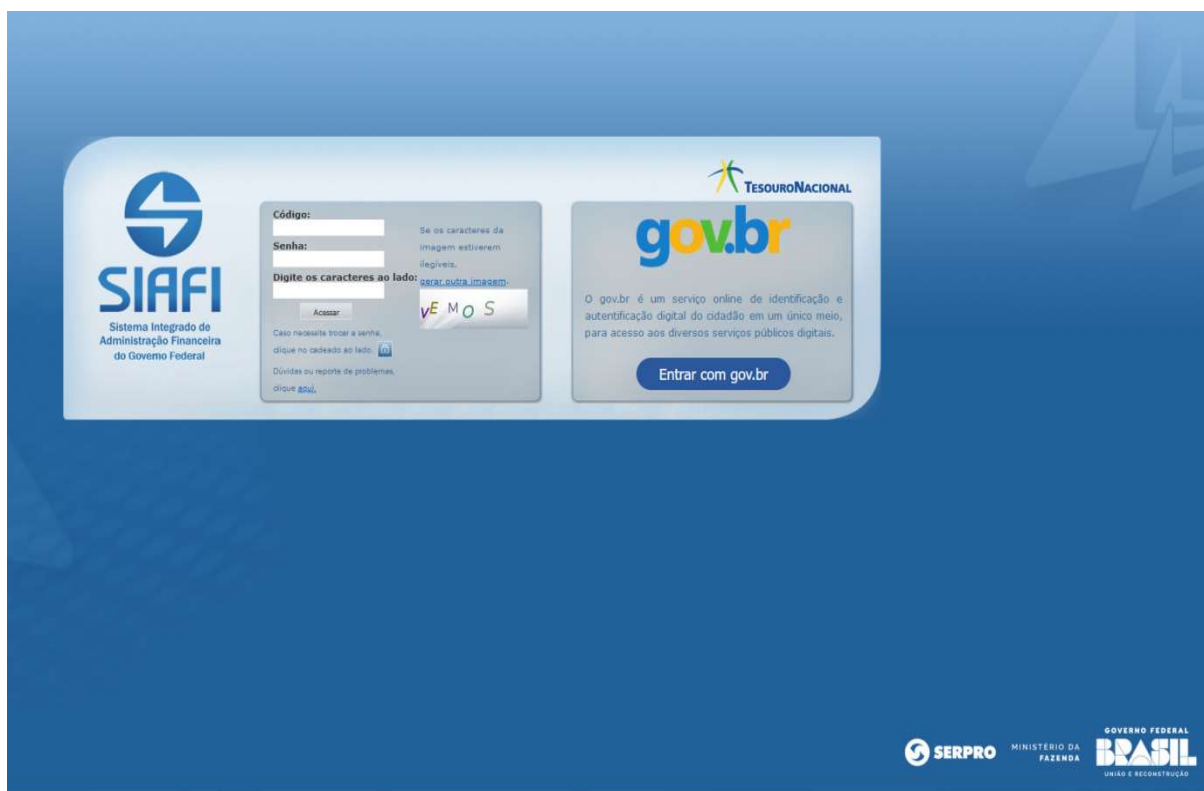 SIAFI
Sistema Integrado de
Administração Financeira
do Governo Federal
Código:
Senha:
Digite os caracteres ao lado:
Acessar
Caso necessite trocar a senha,
clique no cadeado ao lado.
Dúvidas ou reporte de problemas,
clique aqui.
Se os caracteres da
imagem estiverem
ilegíveis,
gerar outra imagem.
vE M O S
TESOURONACIONAL
gov.br
O gov.br é um serviço online de identificação e
autentificação digital do cidadão em um único meio,
para acesso aos diversos serviços públicos digitais.
Entrar com gov.br
SERPRO
MINISTÉRIO DA
FAZENDA
GOVERNO FEDERAL
BRASIL
UNIÃO E RECONSTRUÇÃO